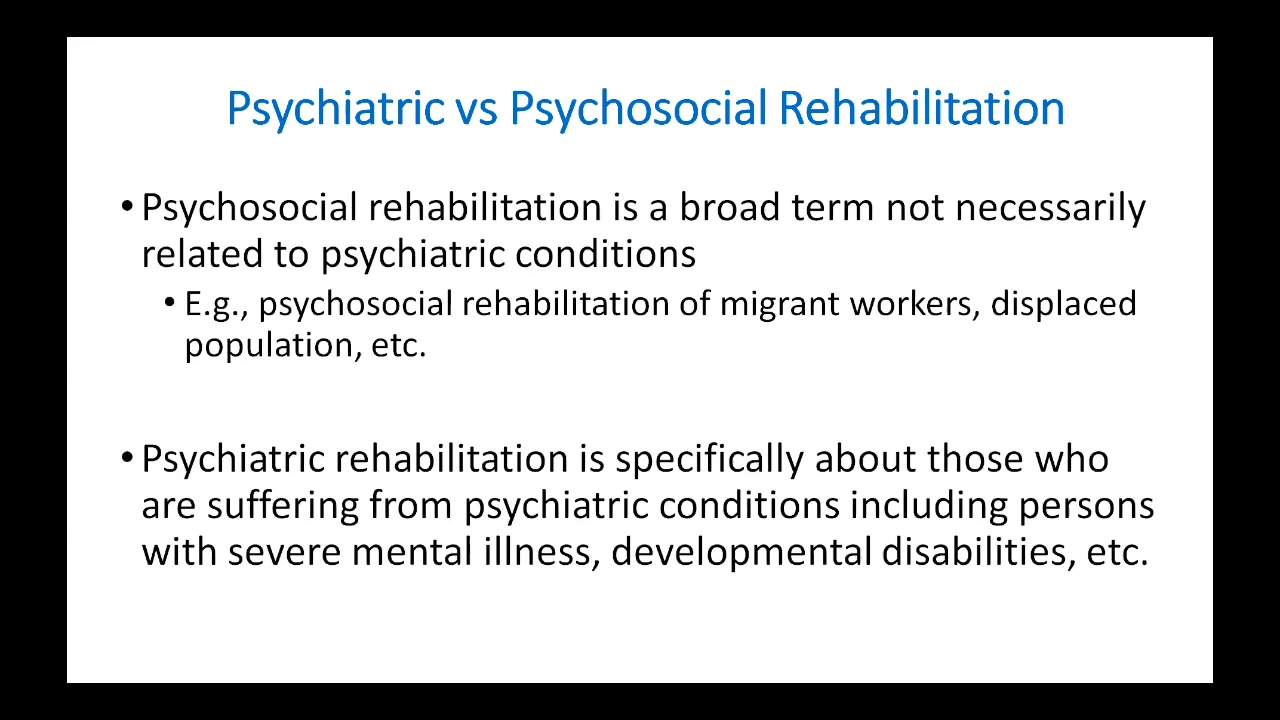 Psychiatric vs Psychosocial Rehabilitation
• Psychosocial rehabilitation is a broad term not necessarily
related to psychiatric conditions
• E.g., psychosocial rehabilitation of migrant workers, displaced
population, etc.
• Psychiatric rehabilitation is specifically about those who
are suffering from psychiatric conditions including persons
with severe mental illness, developmental disabilities, etc.